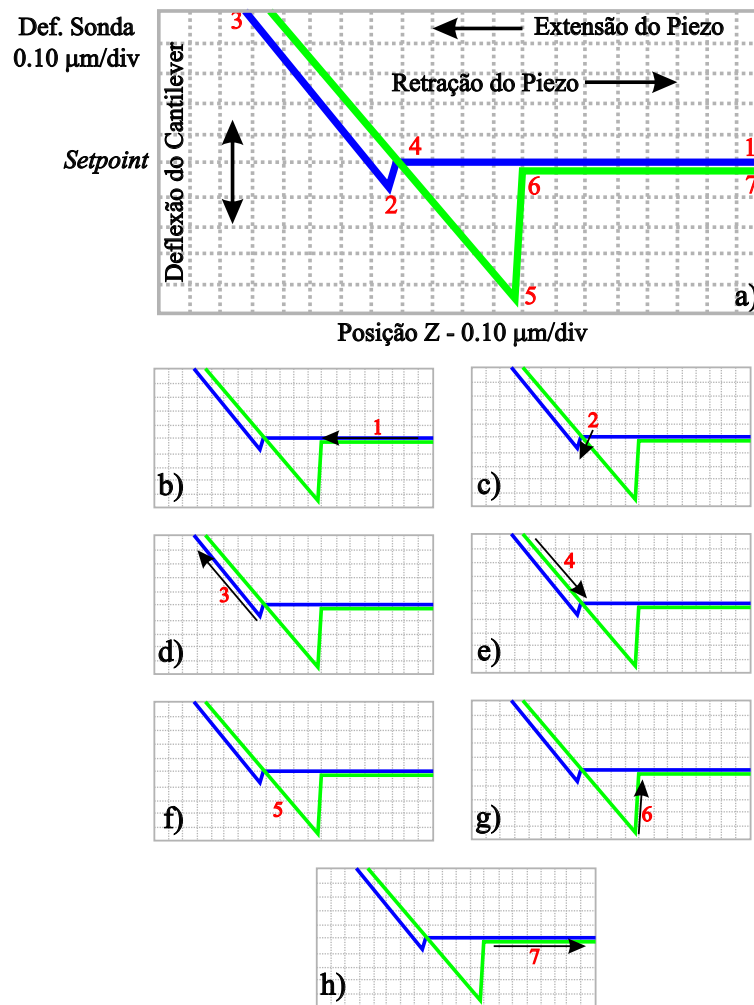 Def. Sonda
0.10 µm/div
Setpoint
Deflexão do Cantilever
Extensão do Piezo
Retração do Piezo
3
4
1
2
6
7
5
a)
Posição Z - 0.10 µm/div
1
b)
2
c)
3
d)
4
e)
5
f)
6
g)
7
h)